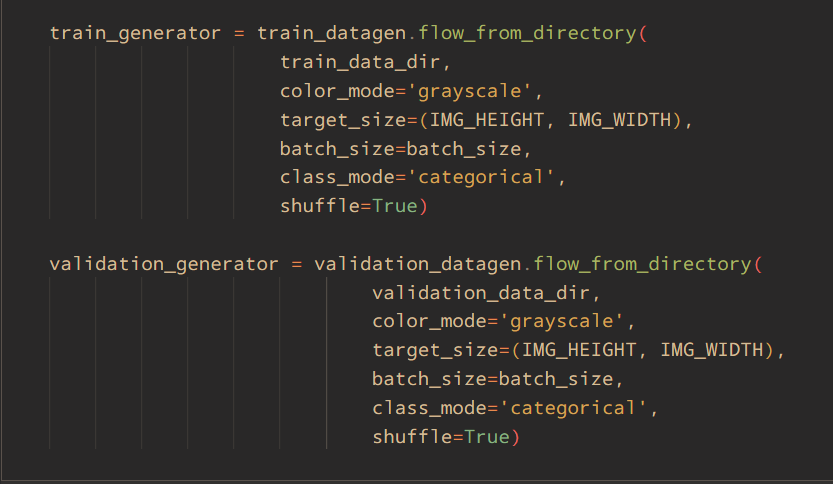 train_generator = train_datagen.flow_from_directory(
train_data_dir,
color_mode='grayscale',
target_size=(IMG_HEIGHT, IMG_WIDTH),
batch_size=batch_size,
class_mode='categorical',
shuffle=True)
validation_generator = validation_datagen.flow_from_directory(
validation_data_dir,
color_mode='grayscale',
target_size=(IMG_HEIGHT, IMG_WIDTH),
batch_size=batch_size,
class_mode='categorical',
shuffle=True)